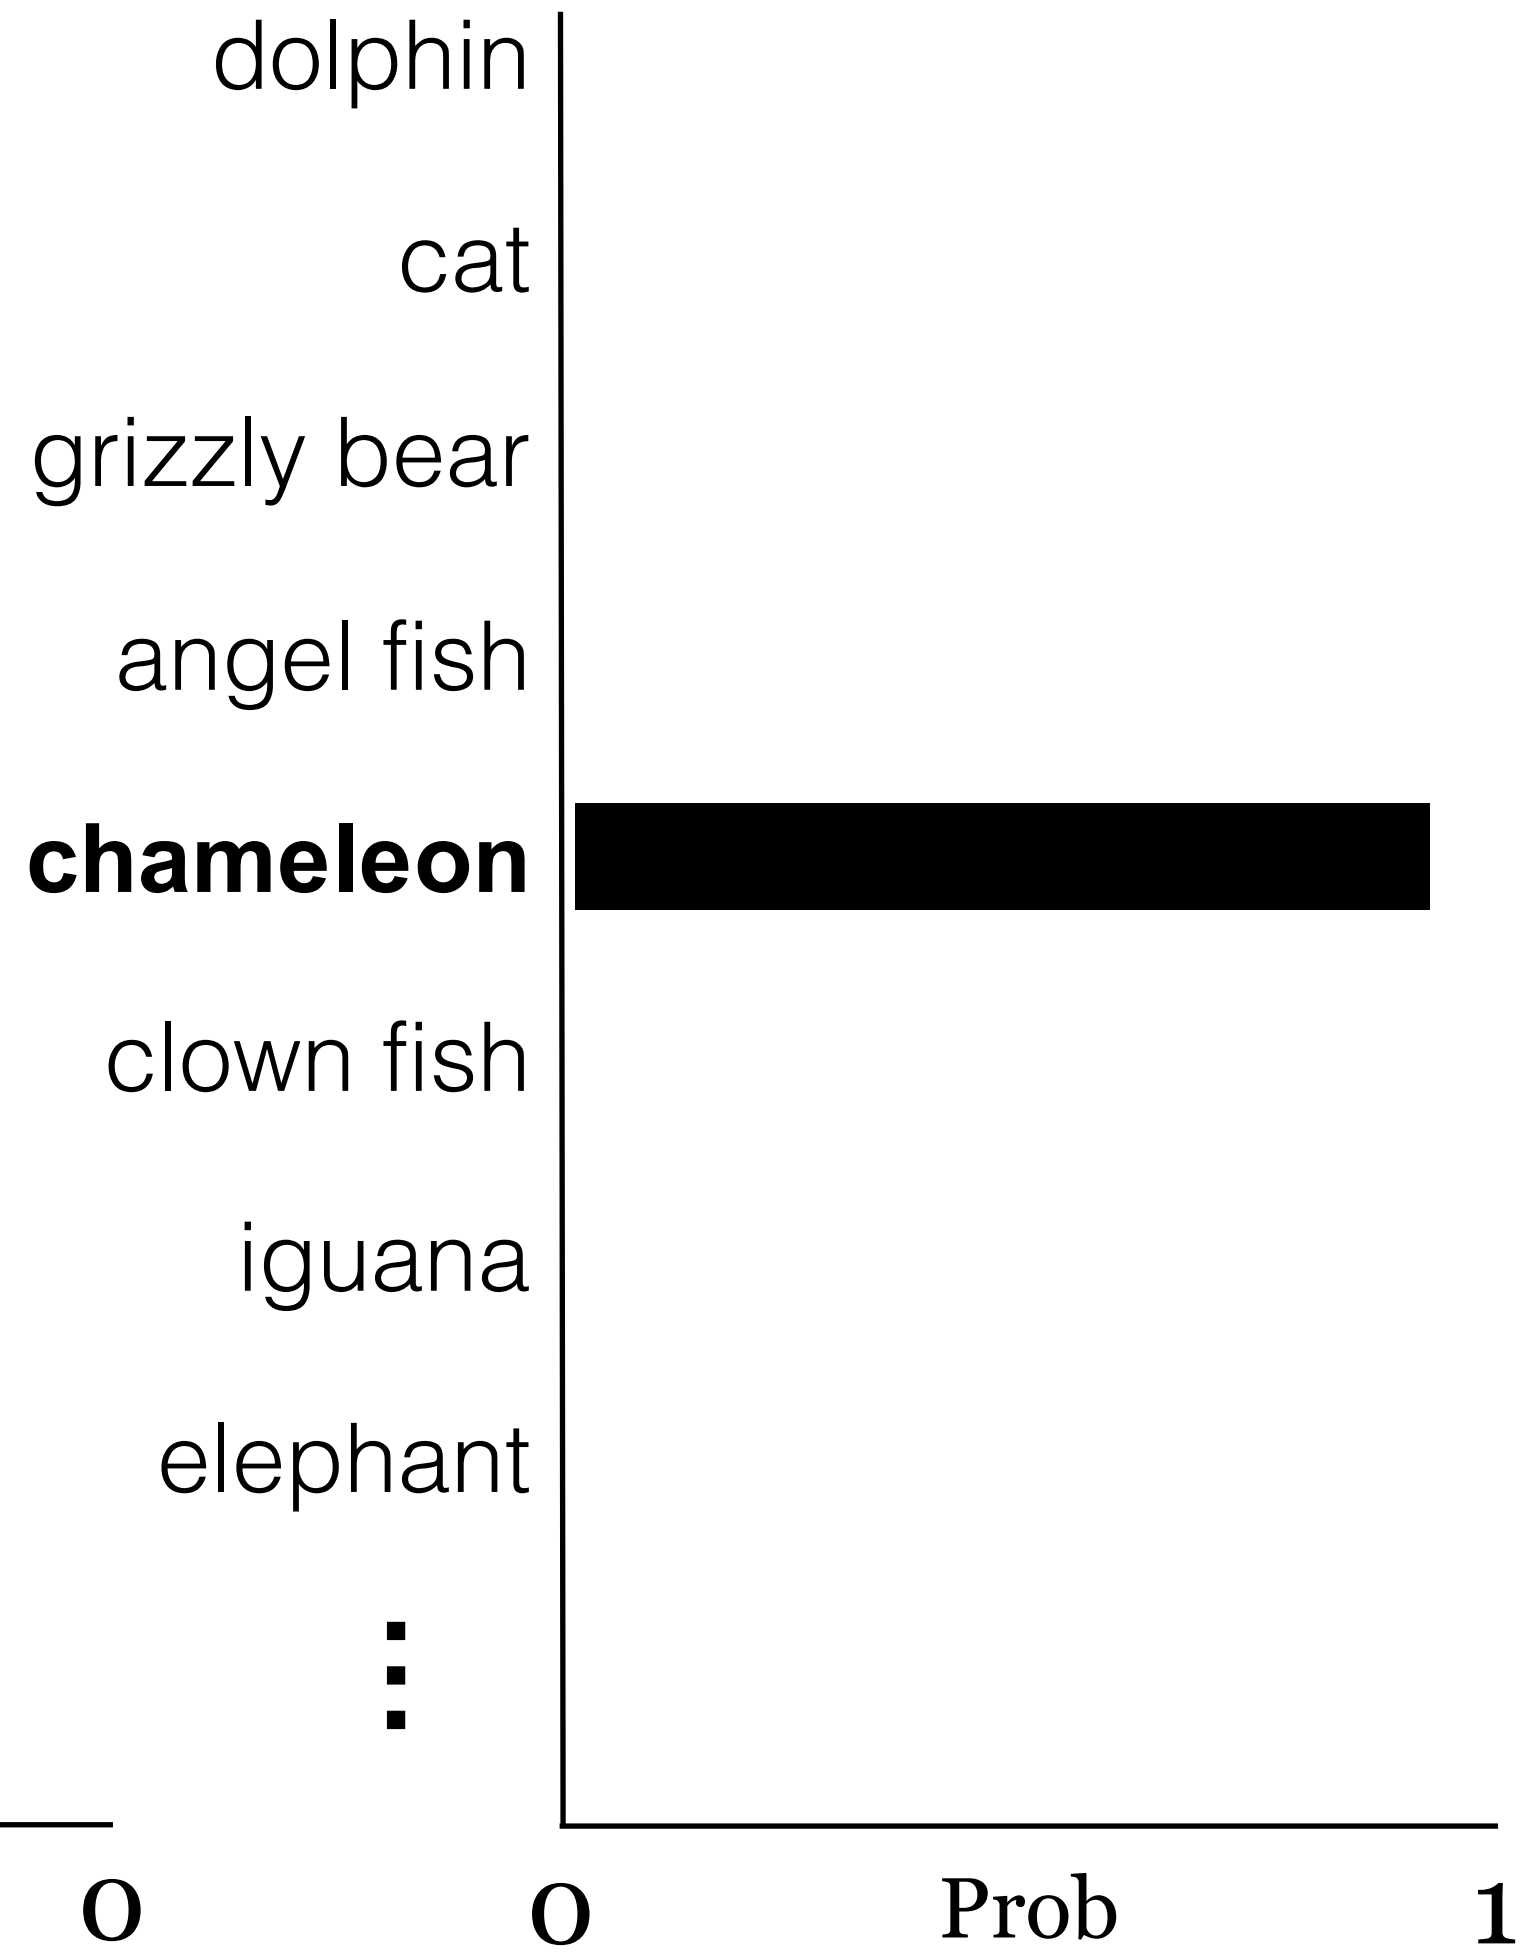 dolphin
cat
grizzly bear
angel fish
chameleon
clown fish
iguana
elephant
⋮
0 0 Prob 1